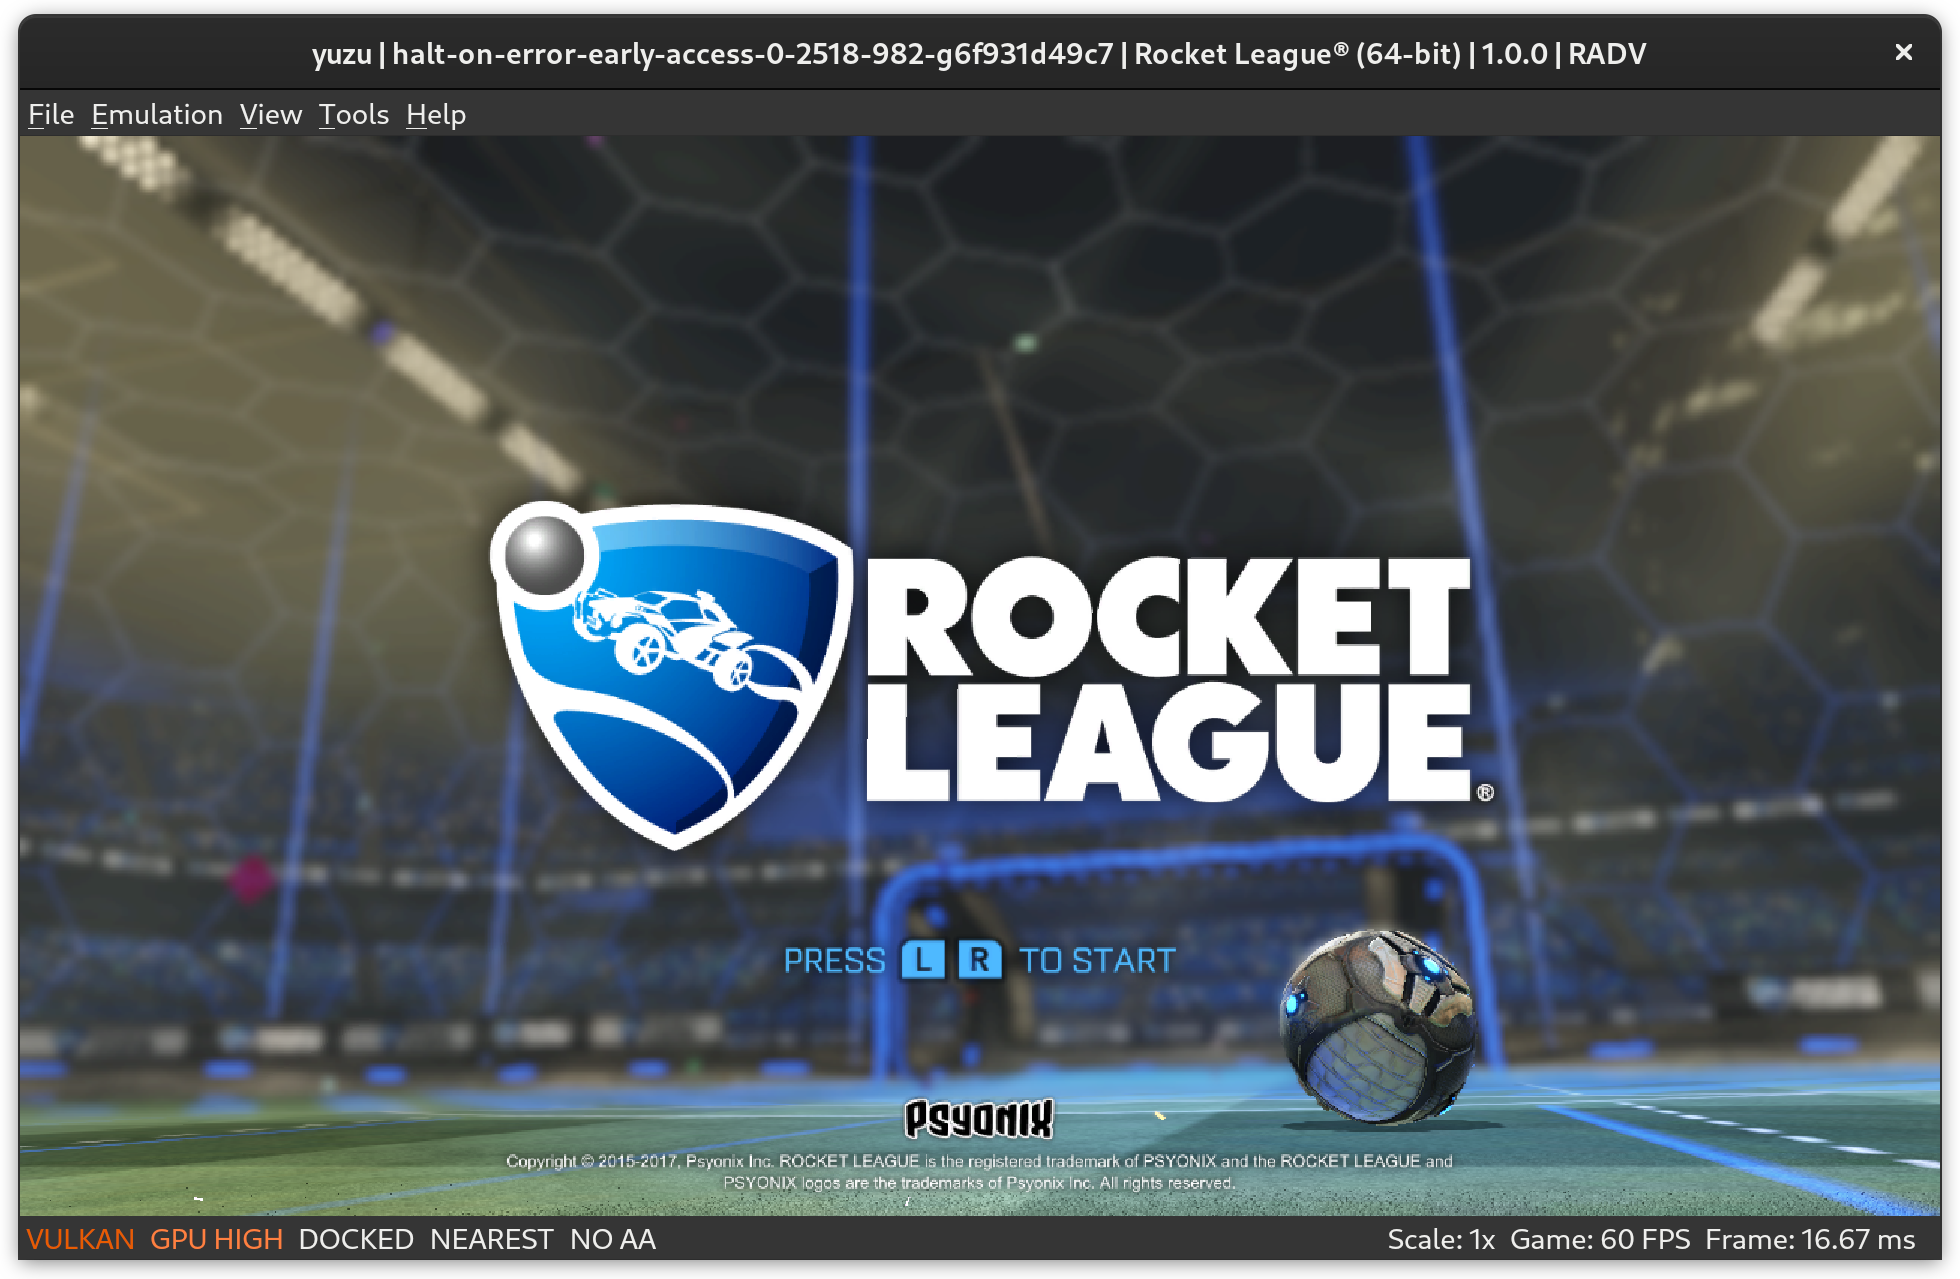 yuzu | halt-on-error-early-access-0-2518-982-g6f931d49c7 | Rocket League® (64-bit) | 1.0.0 | RADV ×
File Emulation View Tools Help
ROCKET
LEAGUE®
PRESS L R TO START
PSYONIX
Copyright © 2015-2017, Psyonix Inc. ROCKET LEAGUE is the registered trademark of PSYONIX and the ROCKET LEAGUE and
PSYONIX logos are the trademarks of Psyonix Inc. All rights reserved.
VULKAN GPU HIGH DOCKED NEAREST NO AA Scale: 1x Game: 60 FPS Frame: 16.67 ms